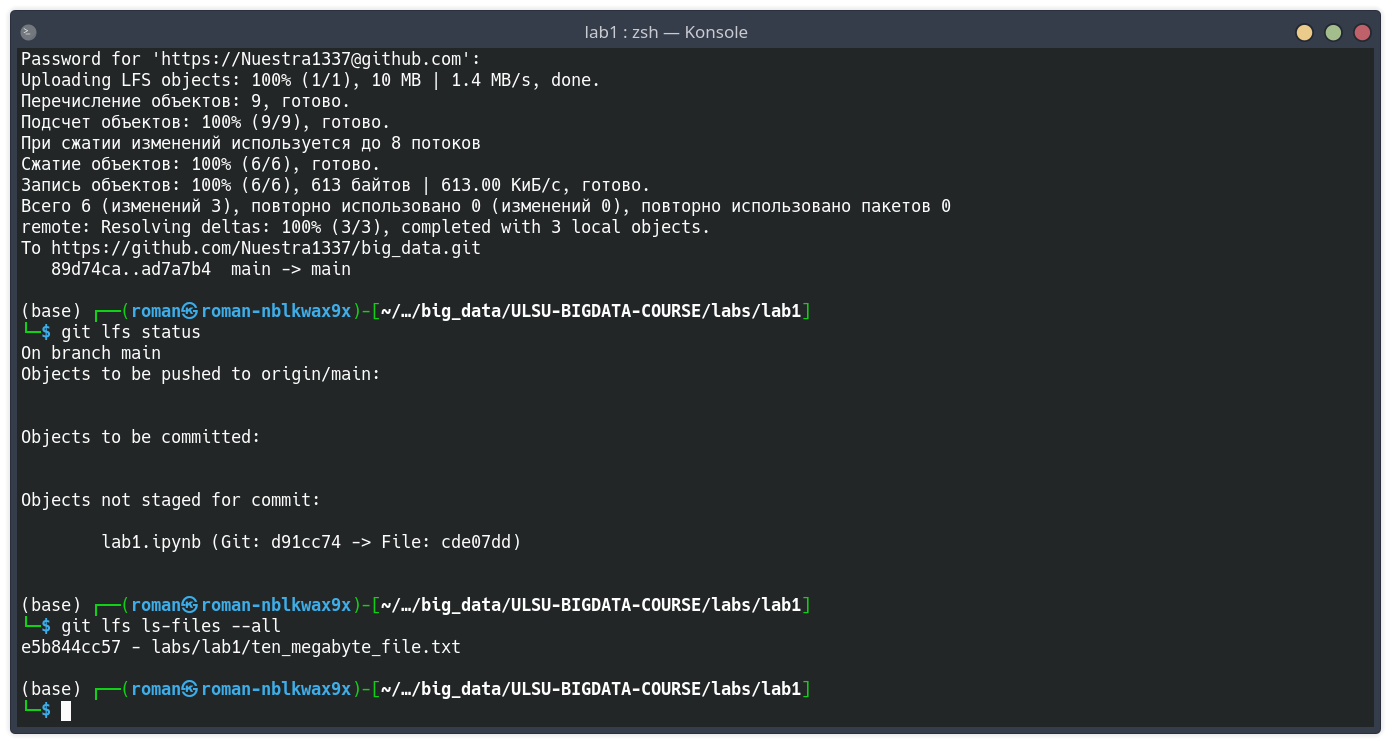 lab1 : zsh — Konsole
Password for 'https://Nuestra1337@github.com':
Uploading LFS objects: 100% (1/1), 10 MB | 1.4 MB/s, done.
Перечисление объектов: 9, готово.
Подсчет объектов: 100% (9/9), готово.
При сжатии изменений используется до 8 потоков
Сжатие объектов: 100% (6/6), готово.
Запись объектов: 100% (6/6), 613 байтов | 613.00 КиБ/с, готово.
Всего 6 (изменений 3), повторно использовано 0 (изменений 0), повторно использовано пакетов 0
remote: Resolving deltas: 100% (3/3), completed with 3 local objects.
To https://github.com/Nuestra1337/big_data.git
   89d74ca..ad7a7b4  main -> main
(base) ┌──(roman㉿roman-nblkwax9x)-[~/…/big_data/ULSU-BIGDATA-COURSE/labs/lab1]
└─$ git lfs status
On branch main
Objects to be pushed to origin/main:
Objects to be committed:
Objects not staged for commit:
        lab1.ipynb (Git: d91cc74 -> File: cde07dd)
(base) ┌──(roman㉿roman-nblkwax9x)-[~/…/big_data/ULSU-BIGDATA-COURSE/labs/lab1]
└─$ git lfs ls-files --all
e5b844cc57 - labs/lab1/ten_megabyte_file.txt
(base) ┌──(roman㉿roman-nblkwax9x)-[~/…/big_data/ULSU-BIGDATA-COURSE/labs/lab1]
└─$